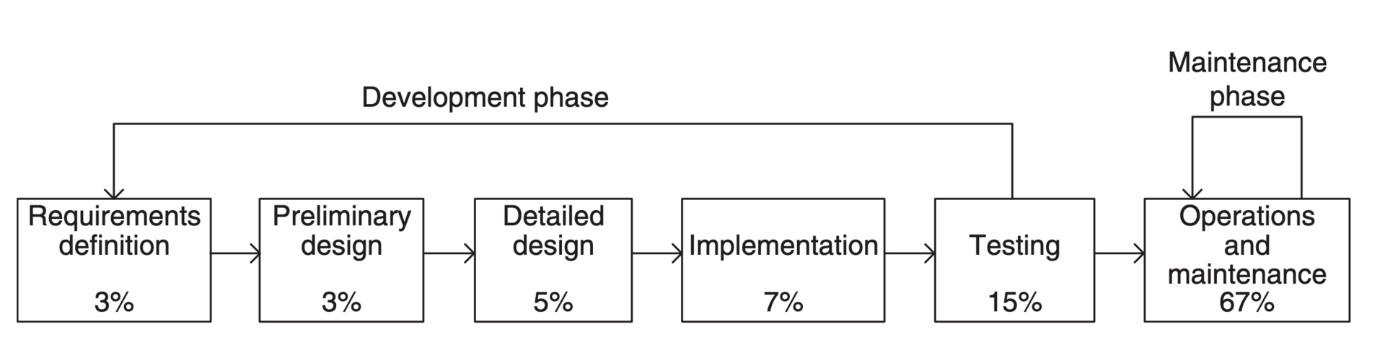 Maintenance
phase
Development phase
Requirements
definition
3%
Preliminary
design
3%
Detailed
design
5%
Implementation
7%
Testing
15%
Operations
and
maintenance
67%